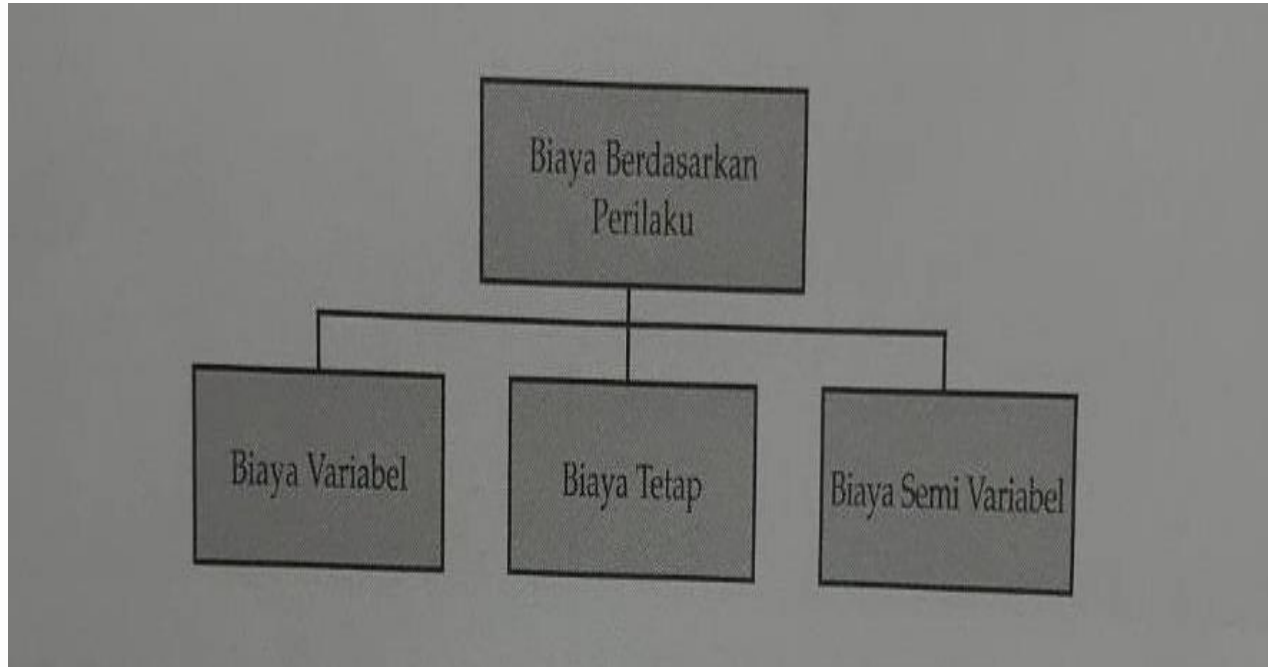 Biaya Berdasarkan
Perilaku
Biaya Variabel
Biaya Tetap
Biaya Semi Variabel